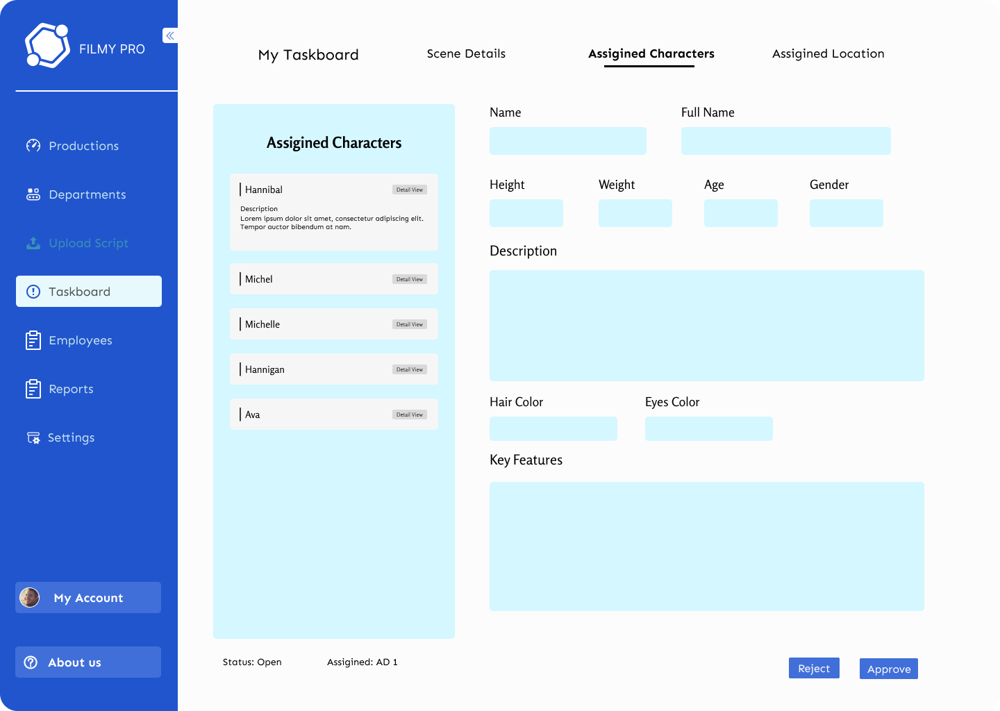 FILMY PRO
Productions
Departments
Upload Script
Taskboard
Employees
Reports
Settings
My Account
About us
My Taskboard
Scene Details
Assigined Characters
Assigined Location
Assigined Characters
Hannibal
Detail View
Description
Lorem ipsum dolor sit amet, consectetur adipiscing elit.
Tempor auctor bibendum at nam.
Michel
Detail View
Michelle
Detail View
Hannigan
Detail View
Ava
Detail View
Status: Open
Assigined: AD 1
Name
Full Name
Height
Weight
Age
Gender
Description
Hair Color
Eyes Color
Key Features
Reject
Approve